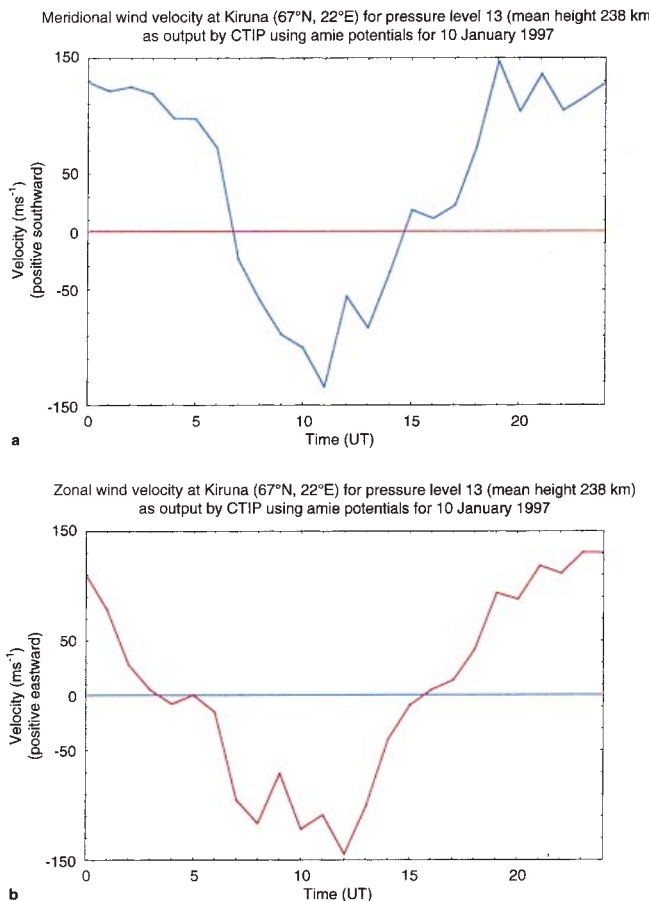 Meridional wind velocity at Kiruna (67°N, 22°E) for pressure level 13 (mean height 238 km
as output by CTIP using amie potentials for 10 January 1997
150
50
0
-50
-150
Velocity (ms⁻¹)
(positive southward)
0
5
10
15
20
Time (UT)
a
Zonal wind velocity at Kiruna (67°N, 22°E) for pressure level 13 (mean height 238 km)
as output by CTIP using amie potentials for 10 January 1997
150
50
0
-50
-150
Velocity (ms⁻¹)
(positive eastward)
0
5
10
15
20
Time (UT)
b